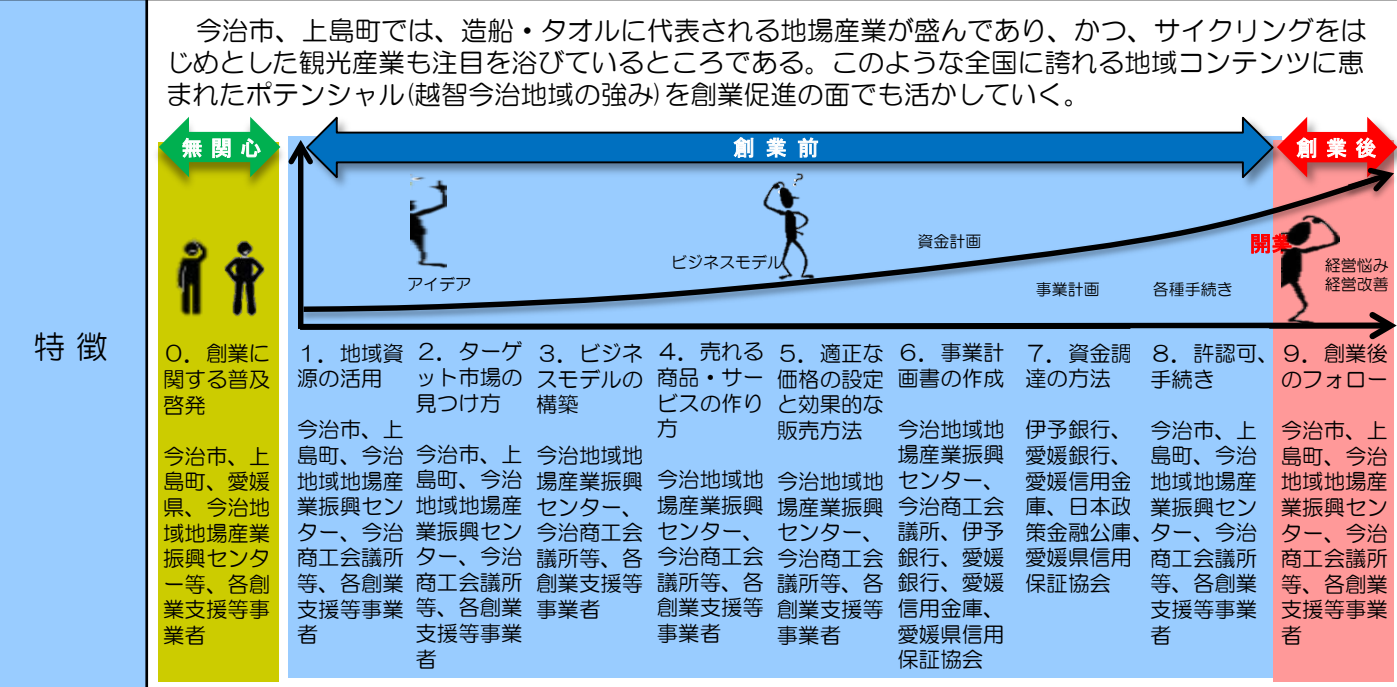 特 徴
今治市、上島町では、造船・タオルに代表される地場産業が盛んであり、かつ、サイクリングをは
じめとした観光産業も注目を浴びているところである。このような全国に誇れる地域コンテンツに恵
まれたポテンシャル(越智今治地域の強み)を創業促進の面でも活かしていく。
無 関 心
創 業 前
創 業 後
アイデア
ビジネスモデル
?
資金計画
事業計画
各種手続き
開業
経営悩み
経営改善
0．創業に
関する普及
啓発
今治市、上
島町、愛媛
県、今治地
域地場産業
振興センタ
ー等、各創
業支援等事
業者
1．地域資
源の活用
今治市、上
島町、今治
地域地場産
業振興セン
ター、今治
商工会議所
等、各創業
支援等事業
者
2．ターゲ
ット市場の
見つけ方
今治市、上
島町、今治
地域地場産
業振興セン
ター、今治
商工会議所
等、各創業
支援等事業
者
3．ビジネ
スモデルの
構築
今治地域地
場産業振興
センター、
今治商工会
議所等、各
創業支援等
事業者
4．売れる
商品・サー
ビスの作り
方
今治地域地
場産業振興
センター、
今治商工会
議所等、各
創業支援等
事業者
5．適正な
価格の設定
と効果的な
販売方法
今治地域地
場産業振興
センター、
今治商工会
議所等、各
創業支援等
事業者
6．事業計
画書の作成
今治地域地
場産業振興
センター、
今治商工会
議所、伊予
銀行、愛媛
銀行、愛媛
信用金庫、
愛媛県信用
保証協会
7．資金調
達の方法
伊予銀行、
愛媛銀行、
愛媛信用金
庫、日本政
策金融公庫、
愛媛県信用
保証協会
8．許認可、
手続き
今治市、上
島町、今治
地域地場産
業振興セン
ター、今治
商工会議所
等、各創業
支援等事業
者
9．創業後
のフォロー
今治市、上
島町、今治
地域地場産
業振興セン
ター、今治
商工会議所
等、各創業
支援等事業
者